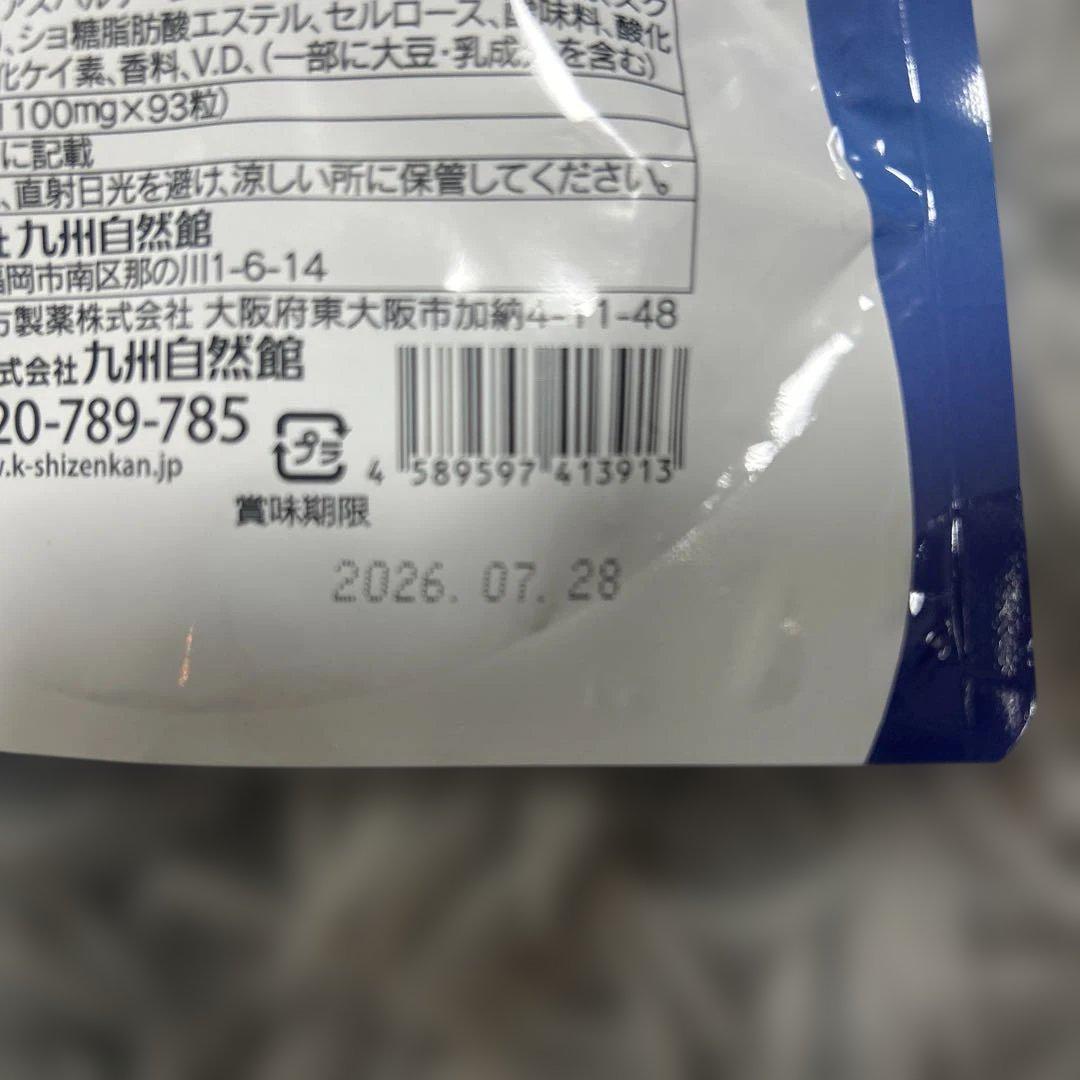 、ショ糖脂肪酸エステル、セルロース、酸味料、酸化
化ケイ素、香料、V.D、(一部に大豆・乳成分を含む)
1100mg×93粒)
に記載
、直射日光を避け、涼しい所に保管してください。
九州自然館
福岡市南区那の川1-6-14
方製薬株式会社 大阪府東大阪市加納4-11-48
式会社 九州自然館
20-789-785
w.k-shizenkan.jp
プラ
4 589597 413913
賞味期限
2026. 07. 28